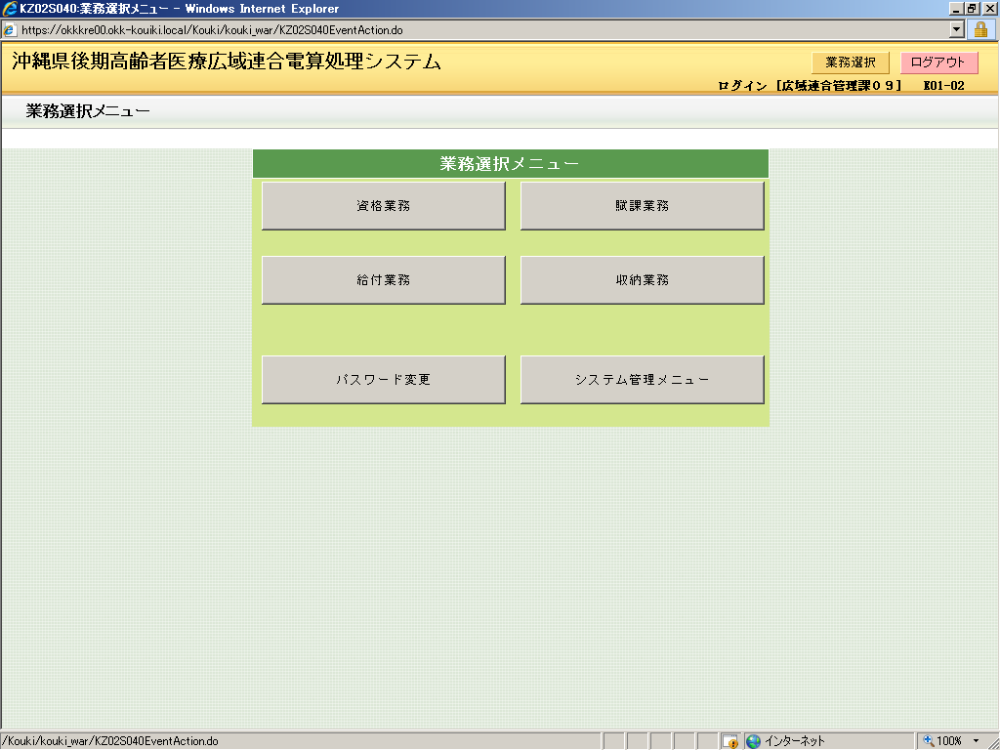 KZ02S040:業務選択メニュー - Windows Internet Explorer
https://okkkre00.okk-kouiki.local/Kouki/kouki_war/KZ02S040EventAction.do
沖縄県後期高齢者医療広域連合電算処理システム
業務選択 ログアウト
ログイン [広域連合管理課09] K01-02
業務選択メニュー
業務選択メニュー
資格業務 賦課業務
給付業務 収納業務
パスワード変更 システム管理メニュー
/Kouki/kouki_war/KZ02S040EventAction.do インターネット 100%